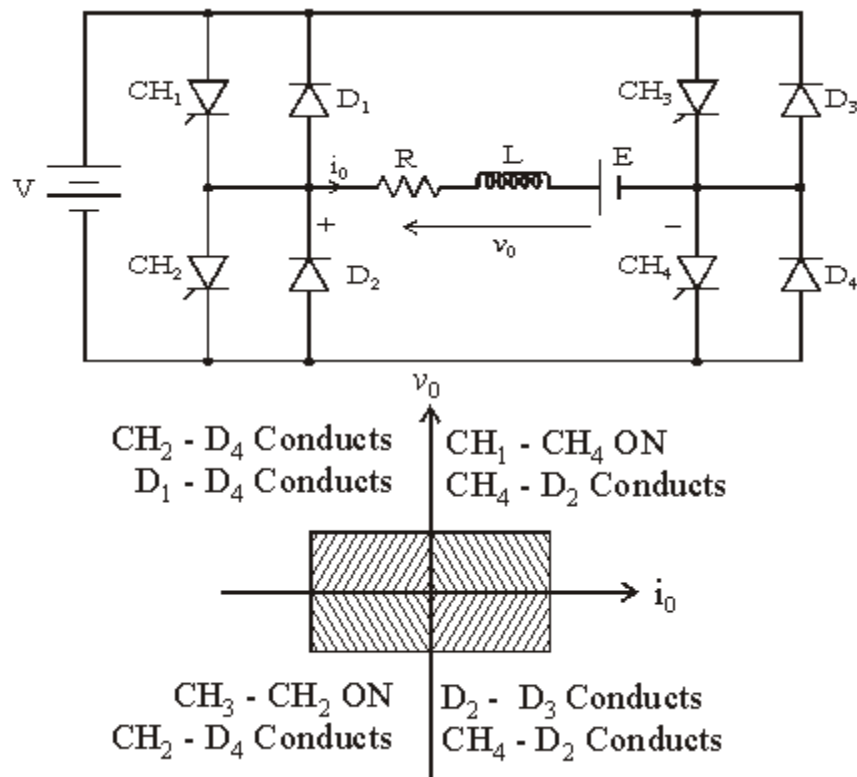 CH₁ D₁ CH₃ D₃
R L E
i₀
V
+ v₀ −
CH₂ D₂ CH₄ D₄
v₀
CH₂ - D₄ Conducts
D₁ - D₄ Conducts
CH₁ - CH₄ ON
CH₄ - D₂ Conducts
i₀
CH₃ - CH₂ ON
CH₂ - D₄ Conducts
D₂ - D₃ Conducts
CH₄ - D₂ Conducts